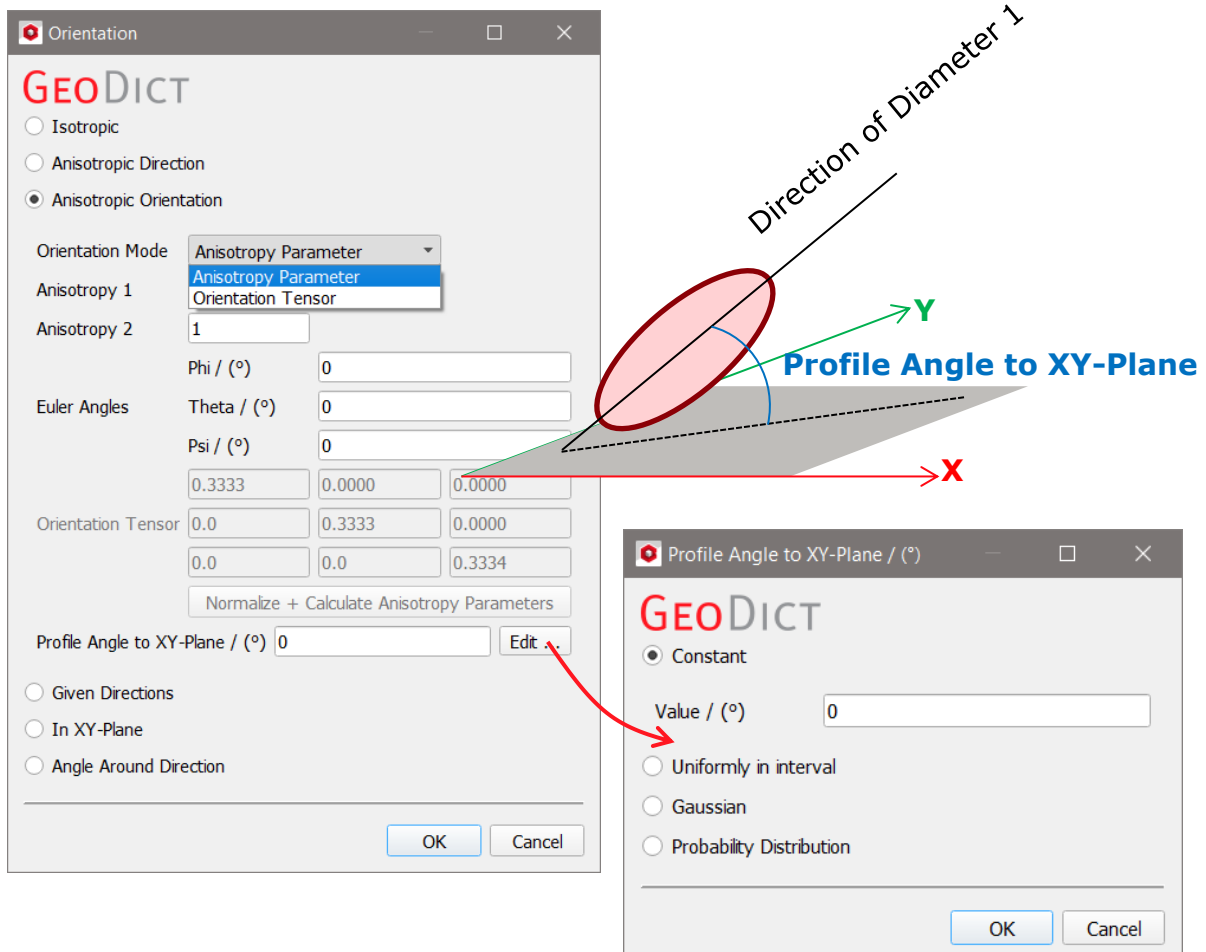 Orientation
GEODICT
Isotropic
Anisotropic Direction
Anisotropic Orientation
Orientation Mode Anisotropy Parameter
Anisotropy Parameter
Orientation Tensor
Anisotropy 1
Anisotropy 2 1
Phi / (°) 0
Euler Angles Theta / (°) 0
Psi / (°) 0
0.3333 0.0000 0.0000
Orientation Tensor 0.0 0.3333 0.0000
0.0 0.0 0.3334
Normalize + Calculate Anisotropy Parameters
Profile Angle to XY-Plane / (°) 0 Edit ...
Given Directions
In XY-Plane
Angle Around Direction
OK Cancel
Direction of Diameter 1
Y
Profile Angle to XY-Plane
X
Profile Angle to XY-Plane / (°)
GEODICT
Constant
Value / (°) 0
Uniformly in interval
Gaussian
Probability Distribution
OK Cancel